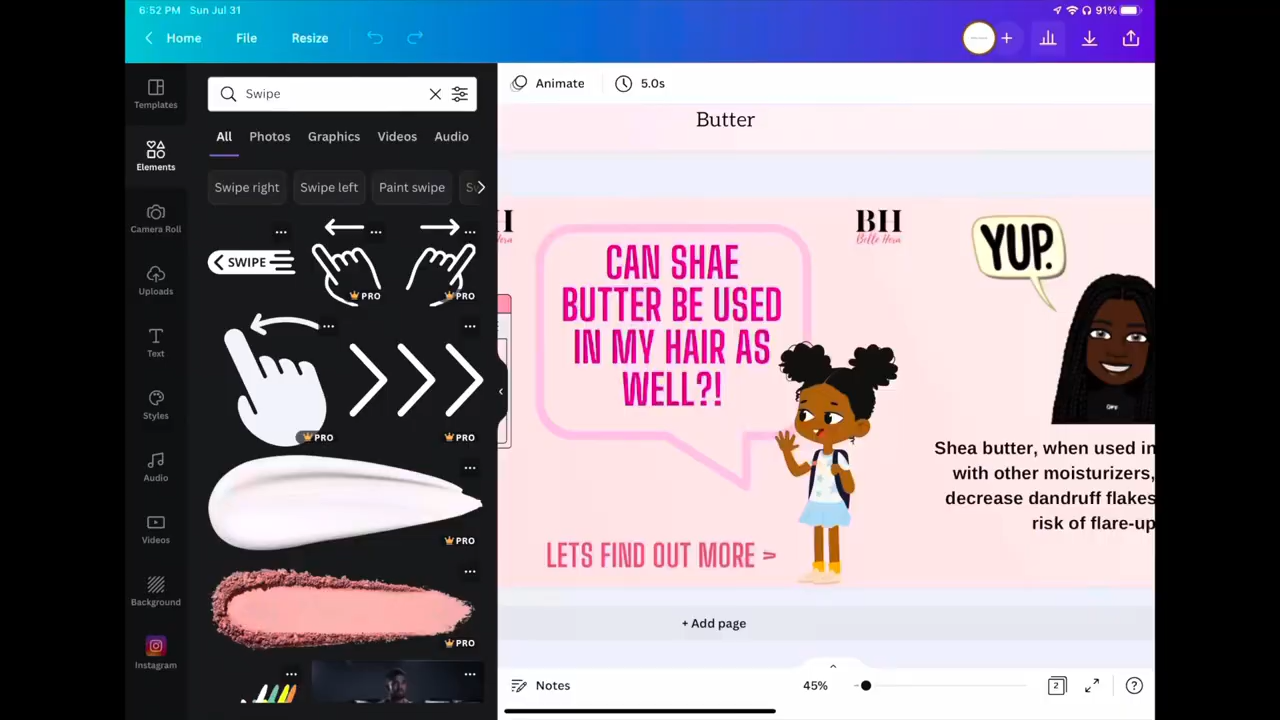 6:52 PM Sun Jul 31
91%
Home
File
Resize
Templates
Elements
Camera Roll
Uploads
Text
Styles
Audio
Videos
Background
Instagram
Swipe
All
Photos
Graphics
Videos
Audio
Swipe right
Swipe left
Paint swipe
SWIPE
PRO
PRO
PRO
PRO
PRO
PRO
Animate
5.0s
Butter
H
BH
Belle Hera
CAN SHAE
BUTTER BE USED
IN MY HAIR AS
WELL?!
LETS FIND OUT MORE >
YUP.
Shea butter, when used in
with other moisturizers,
decrease dandruff flakes
risk of flare-up
+ Add page
Notes
45%
2